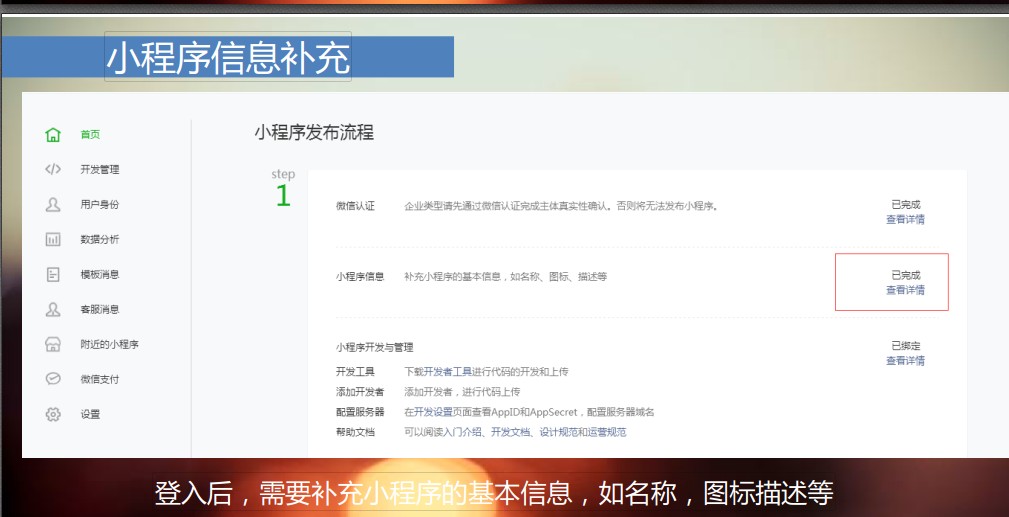 小程序信息补充
首页
开发管理
用户身份
数据分析
模板消息
客服消息
附近的小程序
微信支付
设置
小程序发布流程
step
1
微信认证 企业类型请先通过微信认证完成主体真实性确认。否则将无法发布小程序。 已完成
查看详情
小程序信息 补充小程序的基本信息，如名称、图标、描述等 已完成
查看详情
小程序开发与管理 已绑定
查看详情
开发工具 下载开发者工具进行代码的开发和上传
添加开发者 添加开发者，进行代码上传
配置服务器 在开发设置页面查看AppID和AppSecret，配置服务器域名
帮助文档 可以阅读入门介绍、开发文档、设计规范和运营规范
登入后，需要补充小程序的基本信息，如名称，图标描述等